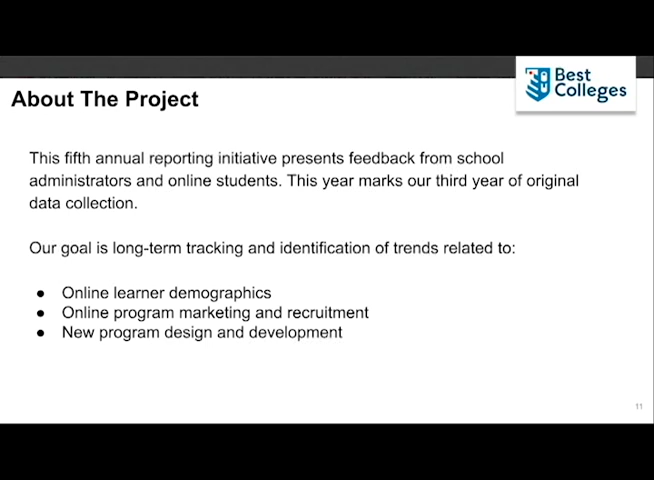 Best
Colleges
About The Project
This fifth annual reporting initiative presents feedback from school
administrators and online students. This year marks our third year of original
data collection.
Our goal is long-term tracking and identification of trends related to:
● Online learner demographics
● Online program marketing and recruitment
● New program design and development
11